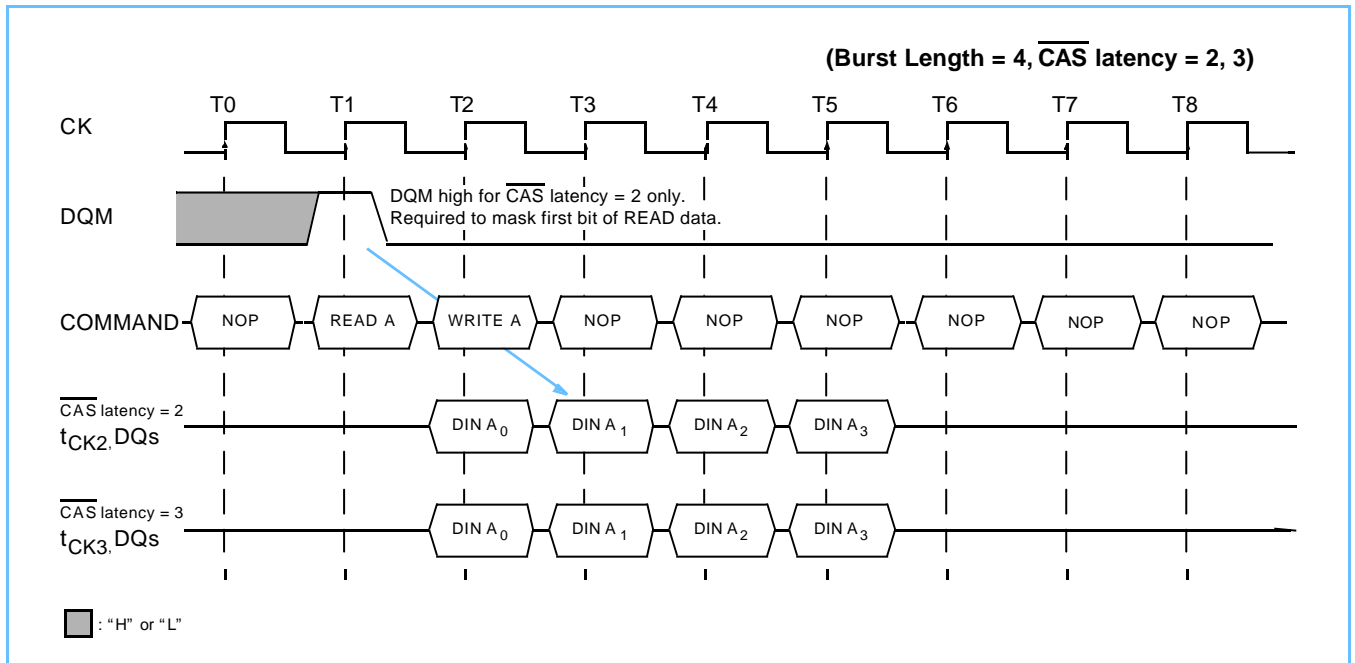 (Burst Length = 4, CAS latency = 2, 3)
T0 T1 T2 T3 T4 T5 T6 T7 T8
CK
DQM
DQM high for CAS latency = 2 only.
Required to mask first bit of READ data.
COMMAND NOP READ A WRITE A NOP NOP NOP NOP NOP NOP
CAS latency = 2
tCK2, DQs DIN A0 DIN A1 DIN A2 DIN A3
CAS latency = 3
tCK3, DQs DIN A0 DIN A1 DIN A2 DIN A3
: “H” or “L”